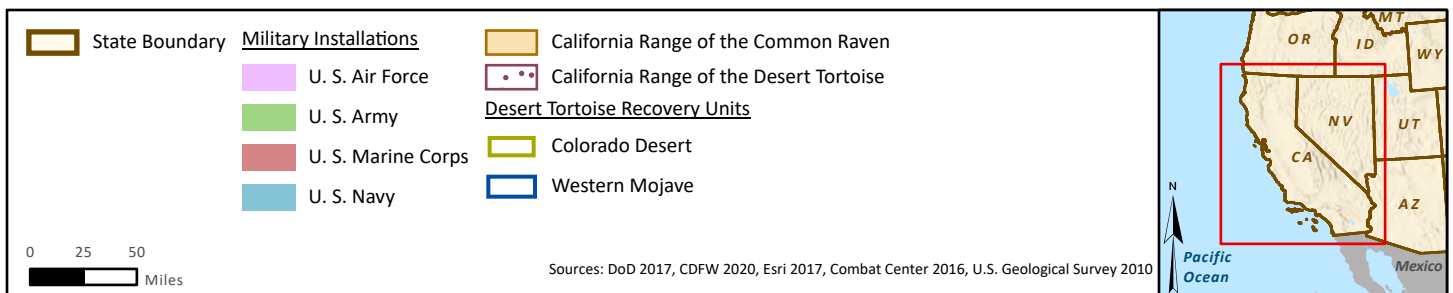 State Boundary
Military Installations
U. S. Air Force
U. S. Army
U. S. Marine Corps
U. S. Navy
California Range of the Common Raven
California Range of the Desert Tortoise
Desert Tortoise Recovery Units
Colorado Desert
Western Mojave
0 25 50
Miles
Sources: DoD 2017, CDFW 2020, Esri 2017, Combat Center 2016, U.S. Geological Survey 2010
MT
OR
ID
WY
NV
UT
CA
AZ
N
Pacific
Ocean
Mexico